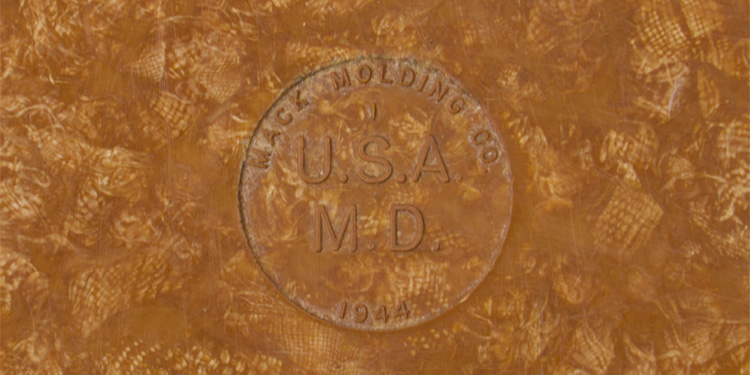 MACK MOLDING CO.
U.S.A.
M.D.
1944